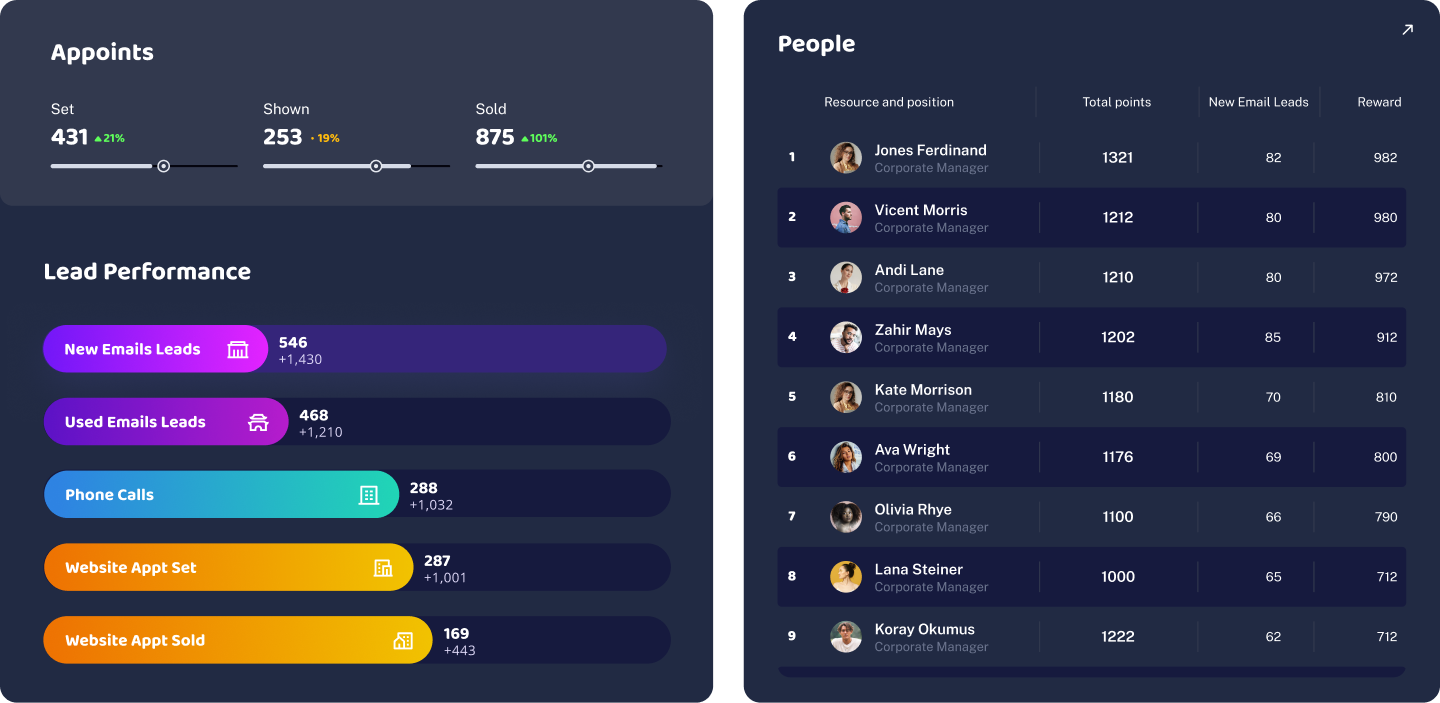 Appoints
Set Shown Sold
431 ▲21% 253 · 19% 875 ▲101%
Lead Performance
New Emails Leads 546
+1,430
Used Emails Leads 468
+1,210
Phone Calls 288
+1,032
Website Appt Set 287
+1,001
Website Appt Sold 169
+443
People
Resource and position Total points New Email Leads Reward
1 Jones Ferdinand 1321 82 982
Corporate Manager
2 Vicent Morris 1212 80 980
Corporate Manager
3 Andi Lane 1210 80 972
Corporate Manager
4 Zahir Mays 1202 85 912
Corporate Manager
5 Kate Morrison 1180 70 810
Corporate Manager
6 Ava Wright 1176 69 800
Corporate Manager
7 Olivia Rhye 1100 66 790
Corporate Manager
8 Lana Steiner 1000 65 712
Corporate Manager
9 Koray Okumus 1222 62 712
Corporate Manager